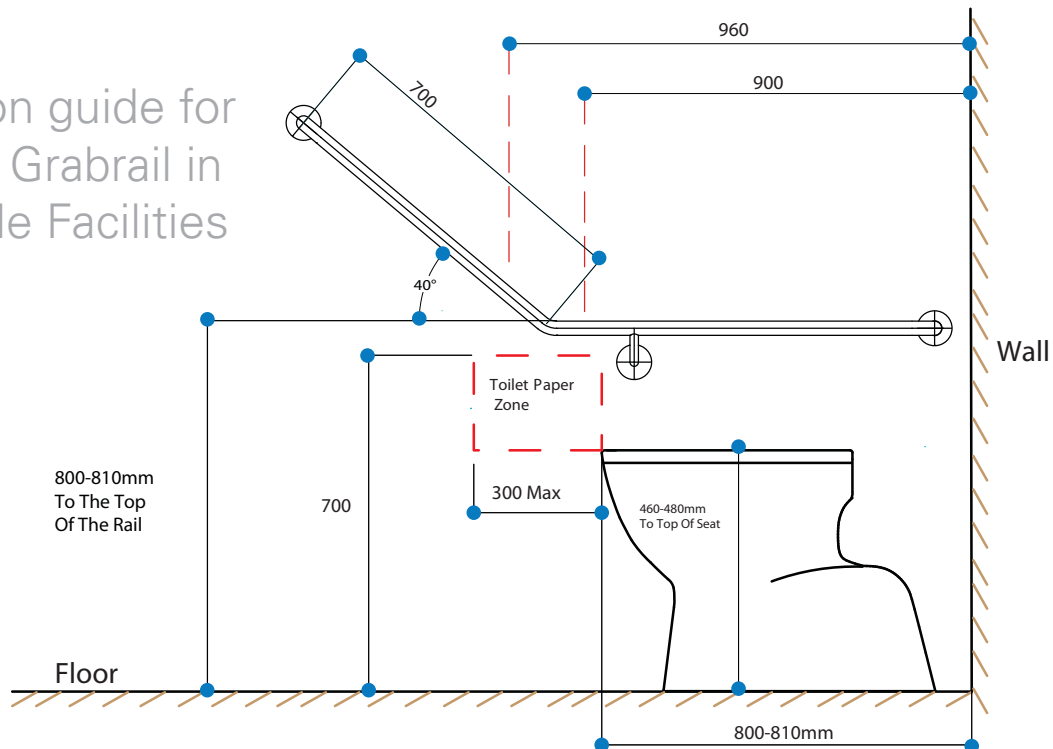 960
900
700
on guide for
Grabrail in
le Facilities
40°
Wall
Toilet Paper
Zone
800-810mm
To The Top
Of The Rail
700
300 Max
460-480mm
To Top Of Seat
Floor
800-810mm